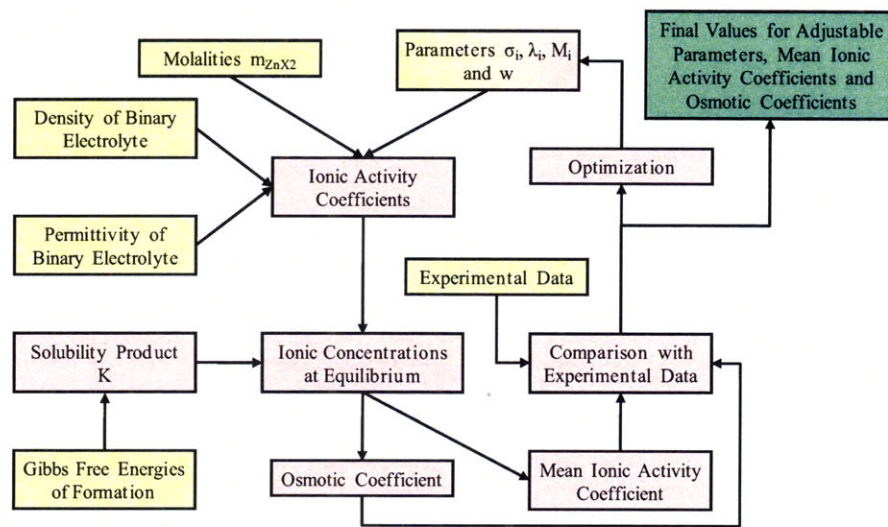 Final Values for Adjustable
Parameters, Mean Ionic
Activity Coefficients and
Osmotic Coefficients
Molalities m_ZnX2
Parameters σi, λi, Mi
and w
Density of Binary
Electrolyte
Ionic Activity
Coefficients
Optimization
Permittivity of
Binary Electrolyte
Experimental Data
Solubility Product
K
Ionic Concentrations
at Equilibrium
Comparison with
Experimental Data
Gibbs Free Energies
of Formation
Osmotic Coefficient
Mean Ionic Activity
Coefficient